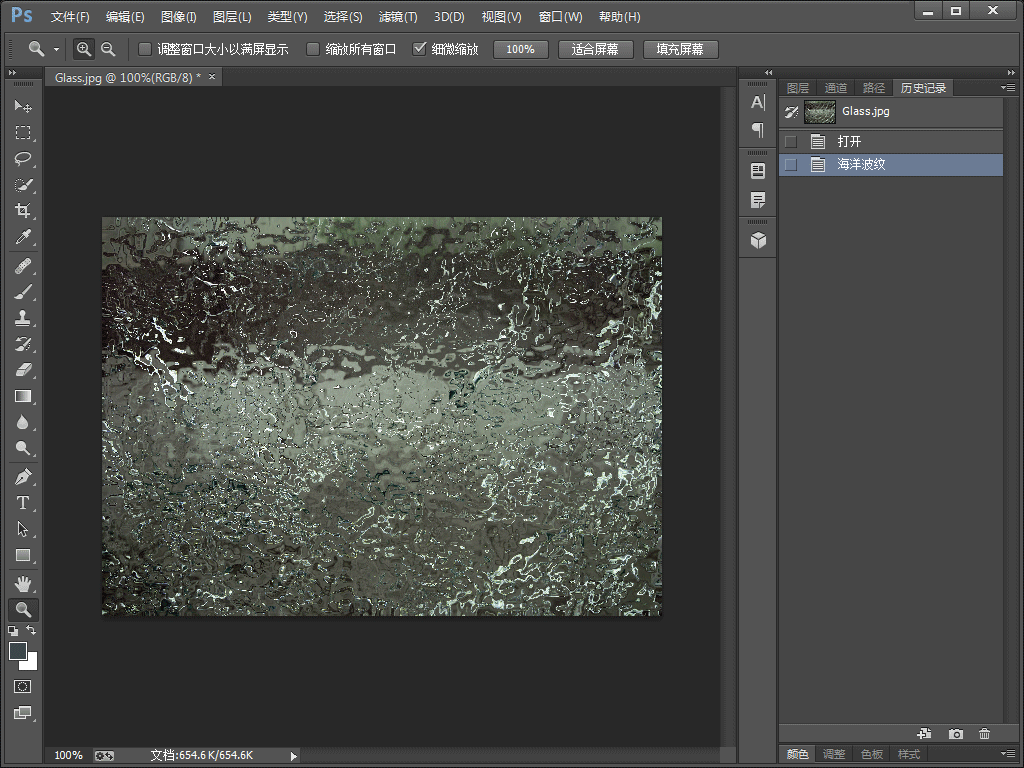 Ps 文件(F) 编辑(E) 图像(I) 图层(L) 类型(Y) 选择(S) 滤镜(T) 3D(D) 视图(V) 窗口(W) 帮助(H)
调整窗口大小以满屏显示 缩放所有窗口 细微缩放 100% 适合屏幕 填充屏幕
Glass.jpg @ 100%(RGB/8) * ×
图层 通道 路径 历史记录
Glass.jpg
打开
海洋波纹
100% 文档:654.6 K/654.6K
颜色 调整 色板 样式